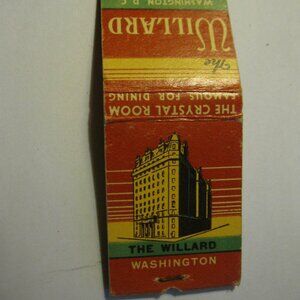 WASHINGTON D C
The
WILLARD
THE CRYSTAL ROOM
FAMOUS FOR DINING
THE WILLARD
WASHINGTON